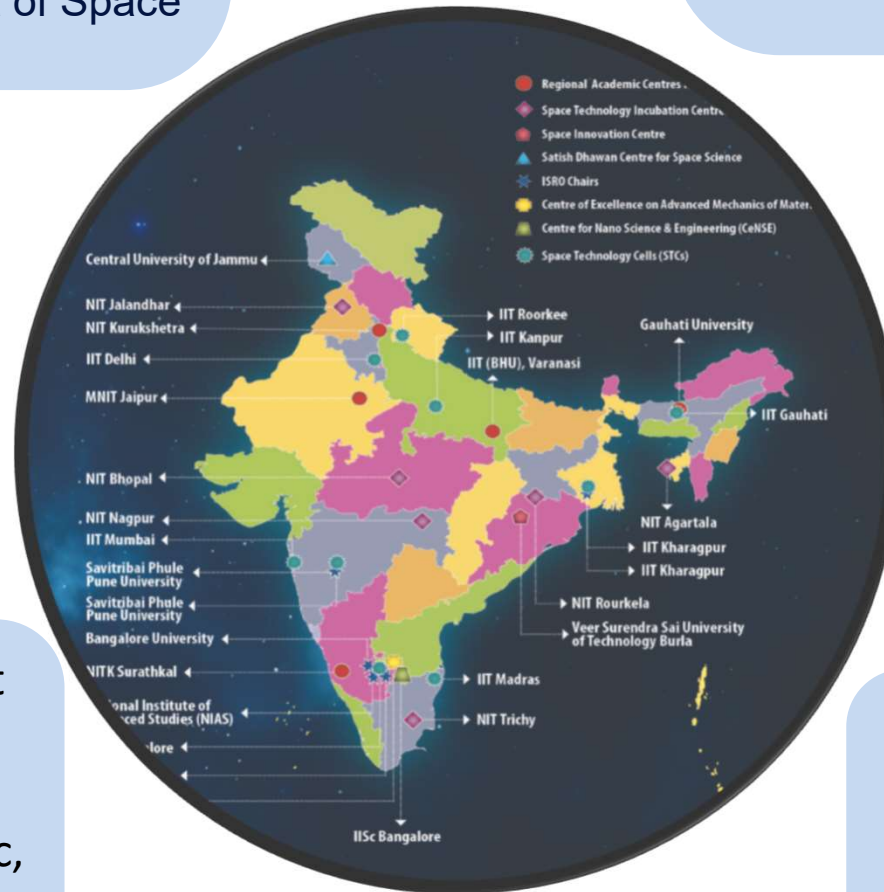 of Space
Regional Academic Centres
Space Technology Incubation Centre
Space Innovation Centre
Satish Dhawan Centre for Space Science
ISRO Chairs
Centre of Excellence on Advanced Mechanics of Mater
Centre for Nano Science & Engineering (CeNSE)
Space Technology Cells (STCs)
Central University of Jammu
NIT Jalandhar
NIT Kurukshetra
IIT Delhi
MNIT Jaipur
NIT Bhopal
NIT Nagpur
IIT Mumbai
Savitribai Phule
Pune University
Savitribai Phule
Pune University
Bangalore University
NITK Surathkal
onal Institute of
ced Studies (NIAS)
lore
IIT Roorkee
IIT Kanpur
IIT (BHU), Varanasi
Gauhati University
IIT Gauhati
NIT Agartala
IIT Kharagpur
IIT Kharagpur
NIT Rourkela
Veer Surendra Sai University
of Technology Burla
IIT Madras
NIT Trichy
IISc Bangalore
t
c,